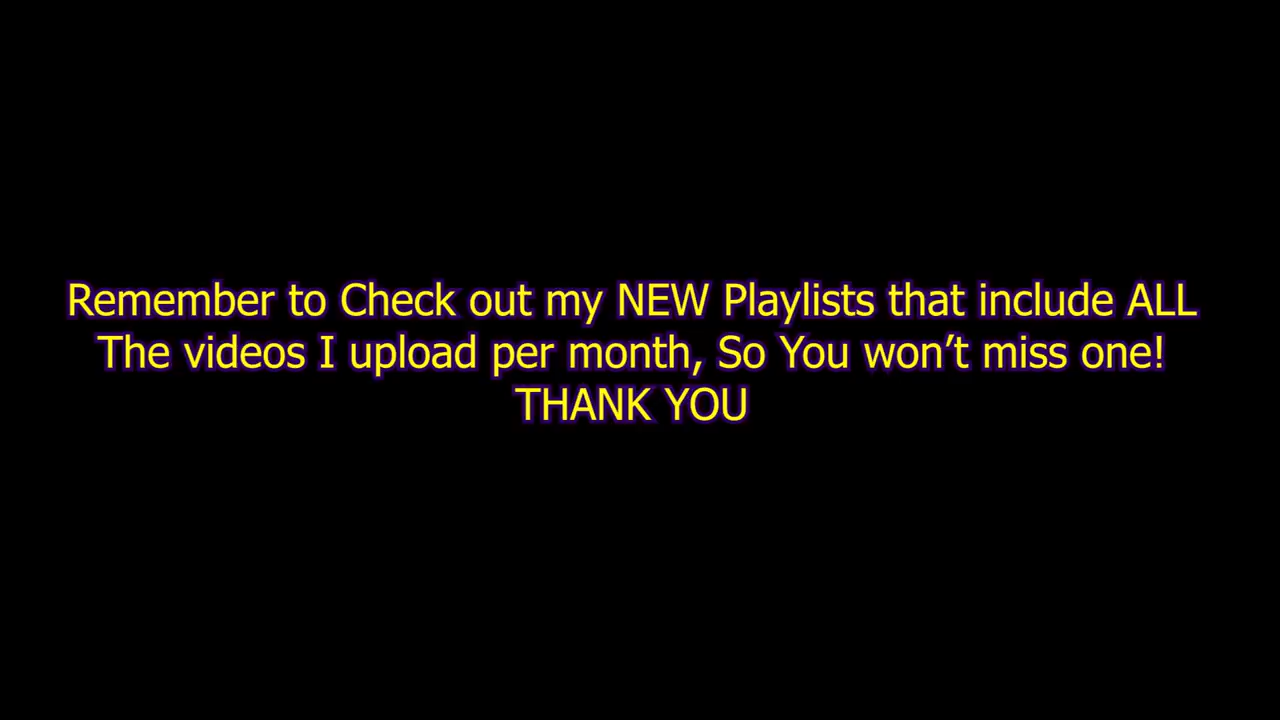 Remember to Check out my NEW Playlists that include ALL
The videos I upload per month, So You won’t miss one!
THANK YOU